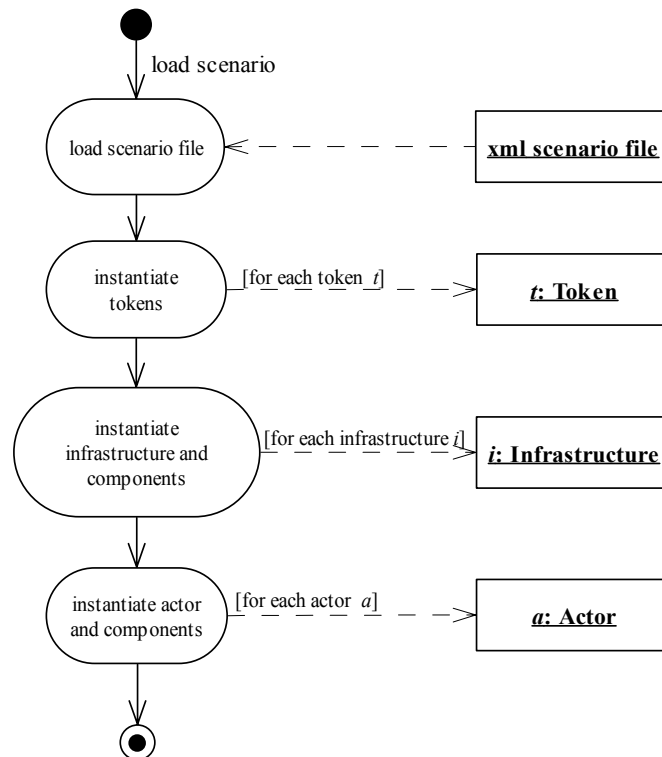 load scenario
load scenario file
xml scenario file
instantiate
tokens
[for each token t]
t: Token
instantiate
infrastructure and
components
[for each infrastructure i]
i: Infrastructure
instantiate actor
and components
[for each actor a]
a: Actor